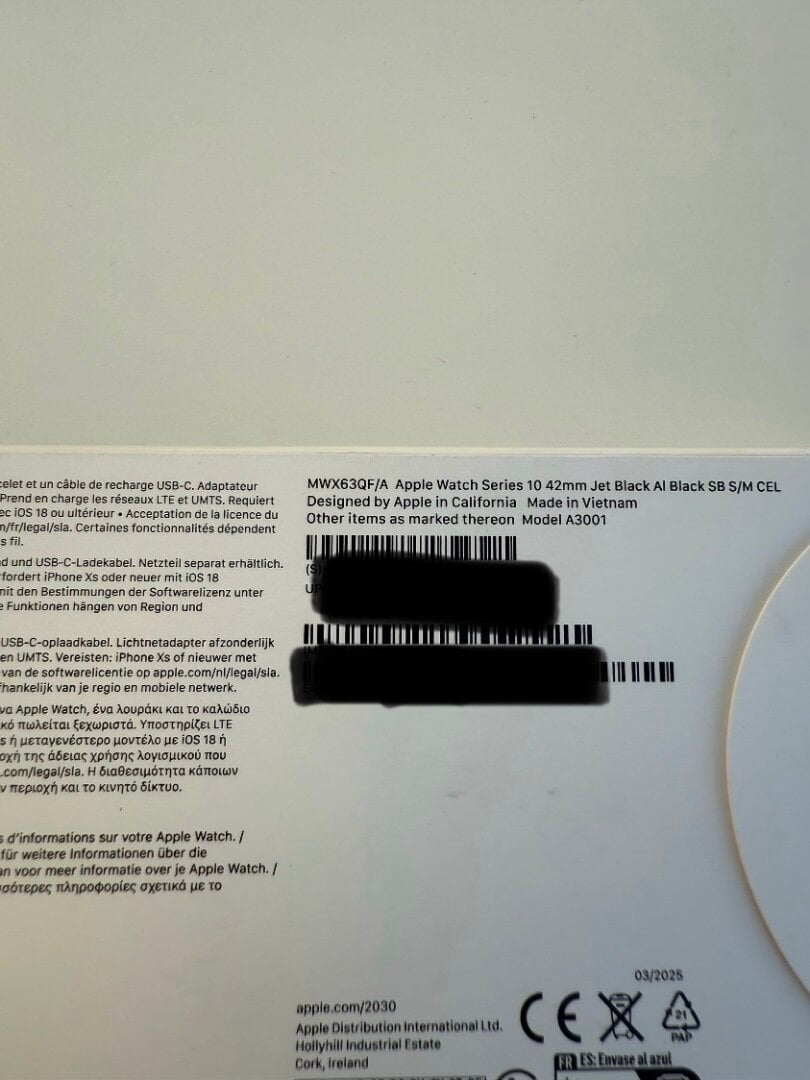 celet et un câble de recharge USB-C. Adaptateur
Prend en charge les réseaux LTE et UMTS. Requiert
ec iOS 18 ou ultérieur • Acceptation de la licence du
n/fr/legal/sla. Certaines fonctionnalités dépendent
s fil.
d und USB-C-Ladekabel. Netzteil separat erhältlich.
fordert iPhone Xs oder neuer mit iOS 18
mit den Bestimmungen der Softwarelizenz unter
e Funktionen hängen von Region und
USB-C-oplaadkabel. Lichtnetadapter afzonderlijk
en UMTS. Vereisten: iPhone Xs of nieuwer met
van de softwarelicentie op apple.com/nl/legal/sla.
fhankelijk van je regio en mobiele netwerk.
να Apple Watch, ένα λουράκι και το καλώδιο
κό πωλείται ξεχωριστά. Υποστηρίζει LTE
s ή μεταγενέστερο μοντέλο με iOS 18 ή
οχή της άδειας χρήσης λογισμικού που
.com/legal/sla. Η διαθεσιμότητα κάποιων
ν περιοχή και το κινητό δίκτυο.
s d'informations sur votre Apple Watch. /
für weitere Informationen über die
an voor meer informatie over je Apple Watch. /
σσότερες πληροφορίες σχετικά με το
MWX63QF/A Apple Watch Series 10 42mm Jet Black Al Black SB S/M CEL
Designed by Apple in California Made in Vietnam
Other items as marked thereon Model A3001
(S)
03/2025
apple.com/2030
Apple Distribution International Ltd.
Hollyhill Industrial Estate
Cork, Ireland
CE
21
PAP
FR ES: Envase al azul